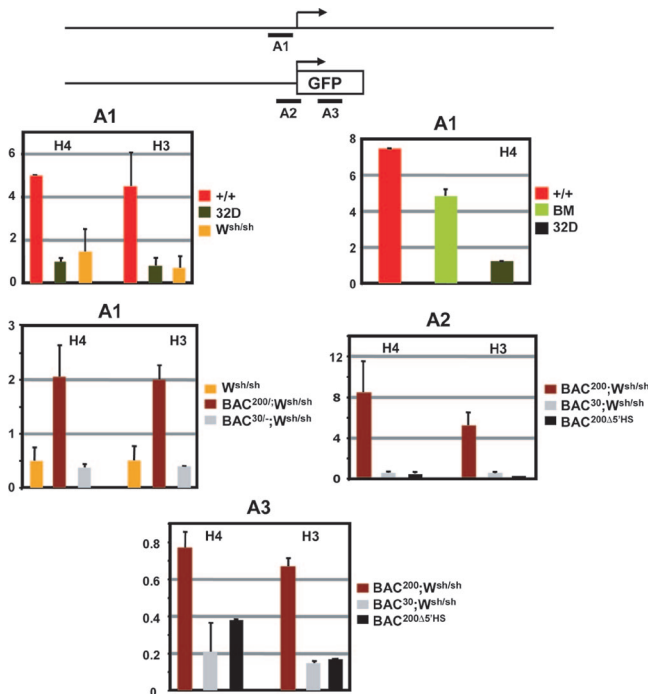 A1
GFP
A2 A3
A1
6
4
2
0
H4 H3
+/+
32D
Wsh/sh
A1
8
6
4
2
0
H4
+/+
BM
32D
A1
3
2
1
0
H4 H3
Wsh/sh
BAC200/;Wsh/sh
BAC30/-;Wsh/sh
A2
12
8
4
0
H4 H3
BAC200;Wsh/sh
BAC30;Wsh/sh
BAC200Δ5'HS
A3
0.8
0.6
0.4
0.2
0
H4 H3
BAC200;Wsh/sh
BAC30;Wsh/sh
BAC200Δ5'HS